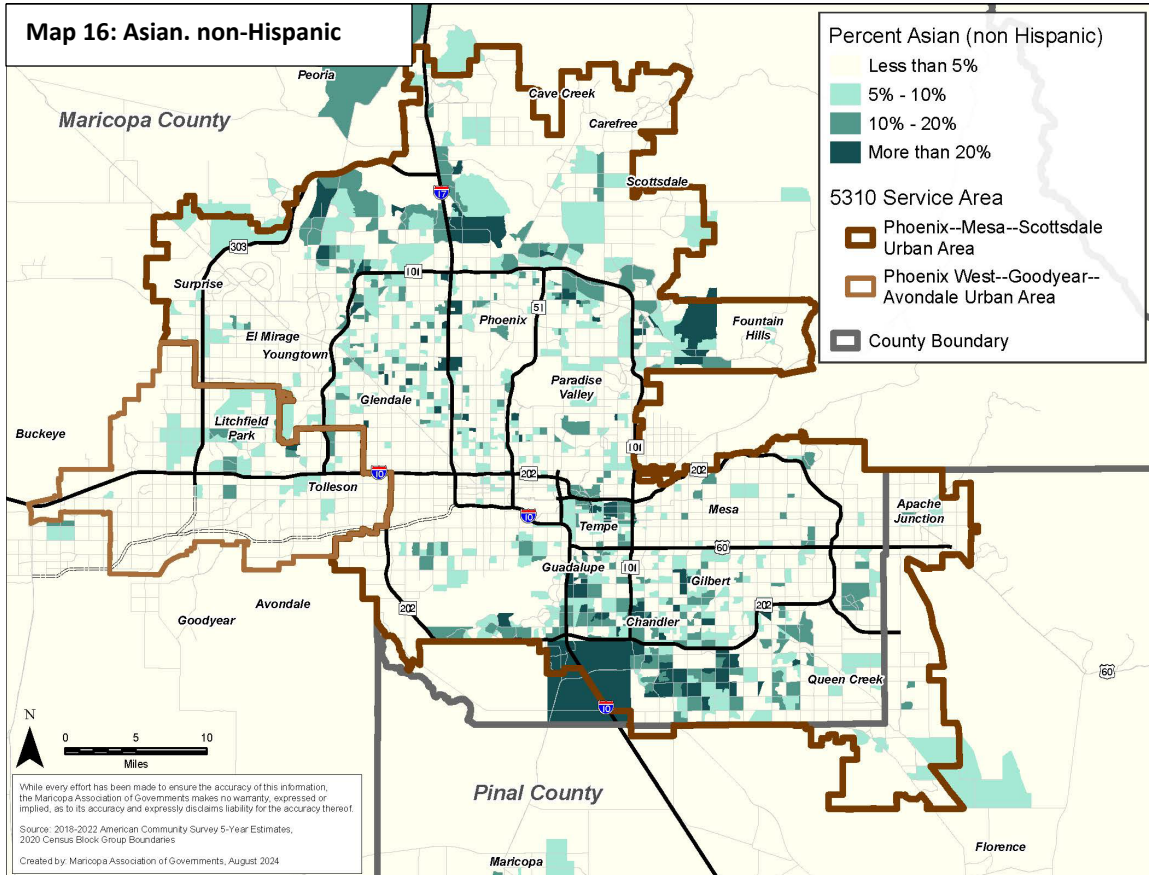 Map 16: Asian. non-Hispanic
Percent Asian (non Hispanic)
Less than 5%
5% - 10%
10% - 20%
More than 20%
5310 Service Area
Phoenix--Mesa--Scottsdale
Urban Area
Phoenix West--Goodyear--
Avondale Urban Area
County Boundary
Peoria
Cave Creek
Maricopa County
Carefree
Scottsdale
17
303
101
Surprise
51
Phoenix
Fountain
Hills
El Mirage
Youngtown
Paradise
Valley
Glendale
Litchfield
Park
Buckeye
101
202
202
10
Tolleson
Mesa
Apache
Junction
10
Tempe
60
Guadalupe
101
Gilbert
Avondale
202
202
Goodyear
Chandler
Queen Creek
60
10
N
0 5 10
Miles
Pinal County
While every effort has been made to ensure the accuracy of this information,
the Maricopa Association of Governments makes no warranty, expressed or
implied, as to its accuracy and expressly disclaims liability for the accuracy thereof.
Source: 2018-2022 American Community Survey 5-Year Estimates,
2020 Census Block Group Boundaries
Created by: Maricopa Association of Governments, August 2024
Florence
Maricopa